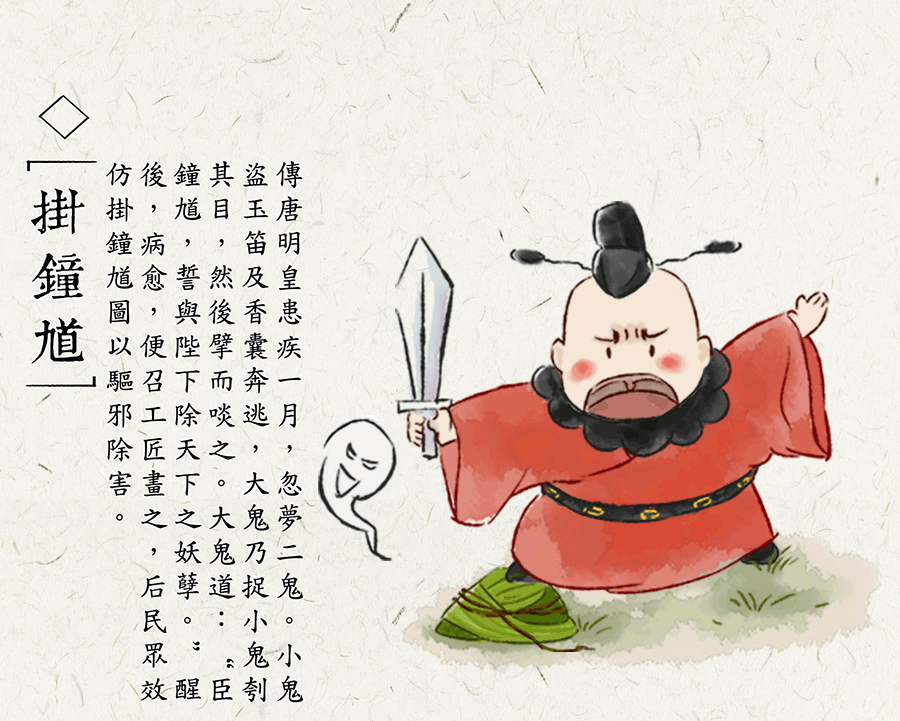 掛鐘馗
傳唐明皇患疾一月，忽夢二鬼。小鬼
盜玉笛及香囊奔逃，大鬼乃捉小鬼刳
其目，然後擘而啖之。大鬼道：“臣
鐘馗，誓與陛下除天下之妖孽。”醒
後，病愈，便召工匠畫之，后民眾效
仿掛鐘馗圖以驅邪除害。